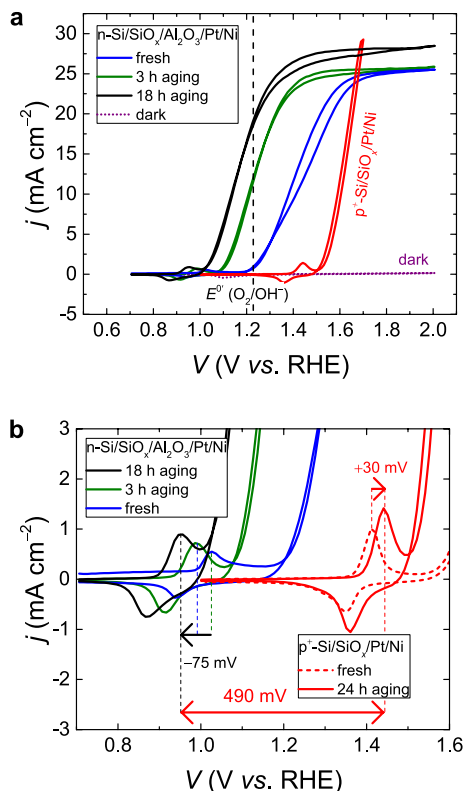 a
n-Si/SiOₓ/Al₂O₃/Pt/Ni
fresh
3 h aging
18 h aging
dark
p⁺-Si/SiOₓ/Pt/Ni
dark
E⁰' (O₂/OH⁻)
30
25
20
15
10
5
0
−5
j (mA cm⁻²)
0.6 0.8 1.0 1.2 1.4 1.6 1.8 2.0
V (V vs. RHE)
b
n-Si/SiOₓ/Al₂O₃/Pt/Ni
18 h aging
3 h aging
fresh
+30 mV
−75 mV
p⁺-Si/SiOₓ/Pt/Ni
fresh
24 h aging
490 mV
3
2
1
0
-1
-2
-3
j (mA cm⁻²)
0.8 1.0 1.2 1.4 1.6
V (V vs. RHE)